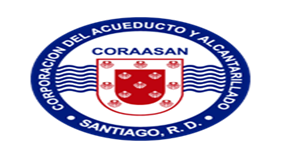 CORPORACION DEL ACUEDUCTO Y ALCANTARILLADO
CORAASAN
• SANTIAGO, R. D. •